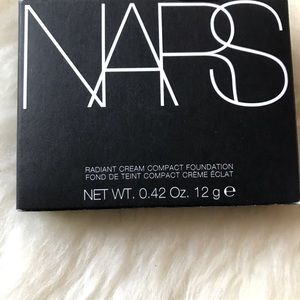 NARS
RADIANT CREAM COMPACT FOUNDATION
FOND DE TEINT COMPACT CRÈME ÉCLAT
NET WT. 0.42 Oz. 12 g ℮